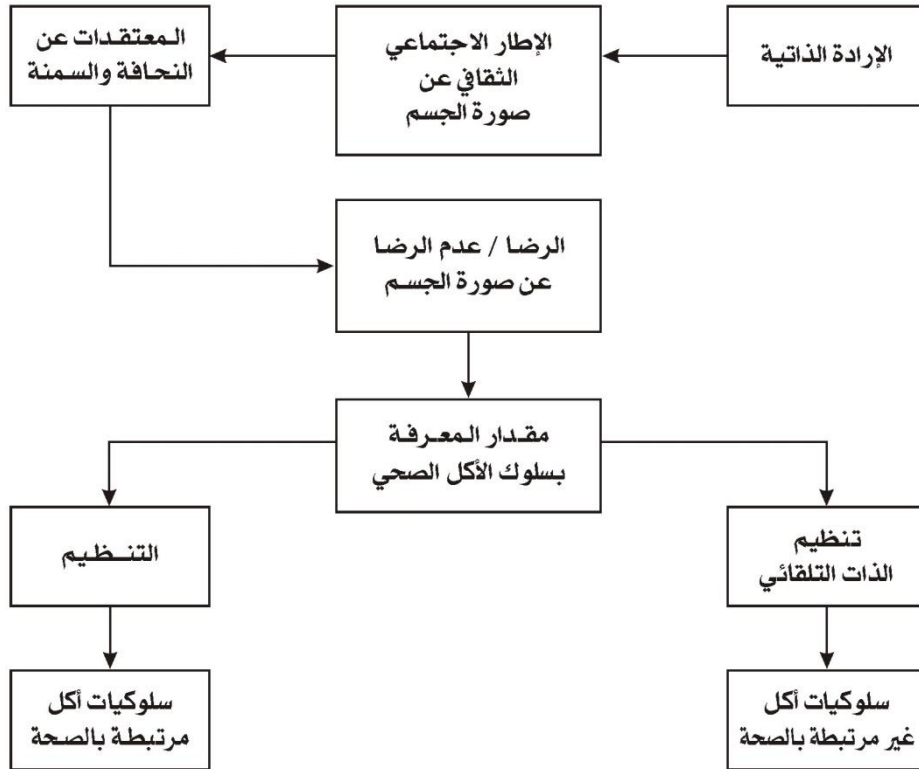 الإرادة الذاتية
الإطار الاجتماعي
الثقافي عن
صورة الجسم
المعتقدات عن
النحافة والسمنة
الرضا / عدم الرضا
عن صورة الجسم
مقدار المعرفة
بسلوك الأكل الصحي
تنظيم
الذات التلقائي
التنظيم
سلوكيات أكل
غير مرتبطة بالصحة
سلوكيات أكل
مرتبطة بالصحة